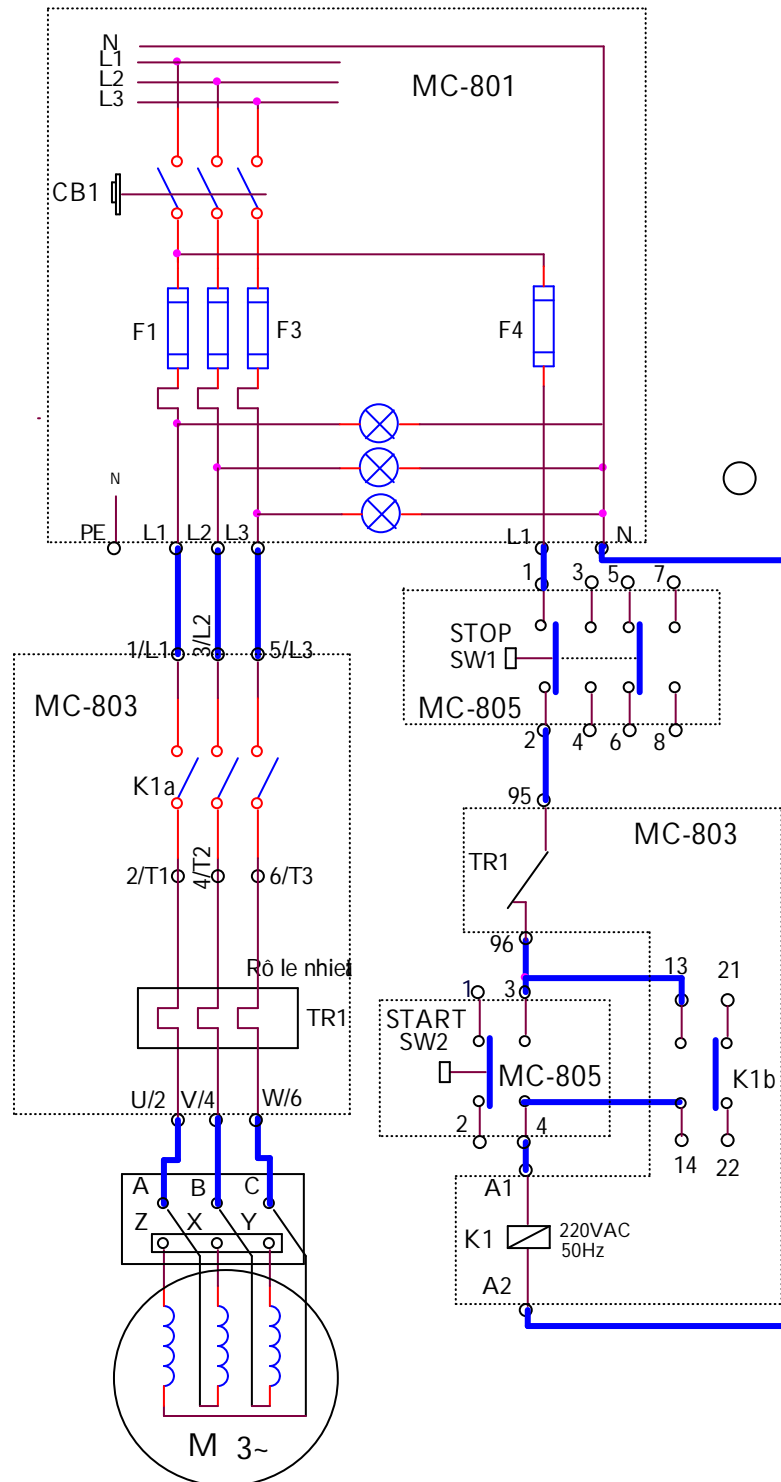 N
L1
L2
L3
MC-801
CB1
F1
F3
F4
N
PE
L1
L2
L3
L1
N
1
3
5
7
STOP
SW1
MC-805
2
4
6
8
1/L1
3/L2
5/L3
MC-803
K1a
2/T1
4/T2
6/T3
Rô le nhiet
TR1
U/2
V/4
W/6
95
MC-803
TR1
96
13
21
1
3
START
SW2
MC-805
K1b
2
4
14
22
A1
K1
220VAC
50Hz
A2
A
B
C
Z
X
Y
M 3~